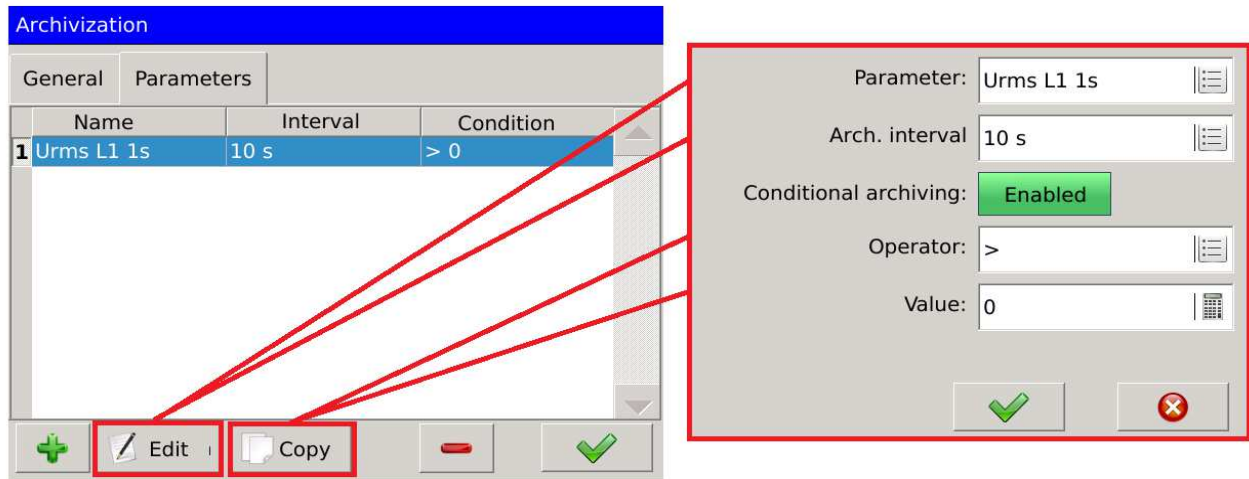 Archivization
General Parameters
Name Interval Condition
1 Urms L1 1s 10 s > 0
Edit Copy
Parameter: Urms L1 1s
Arch. interval 10 s
Conditional archiving: Enabled
Operator: >
Value: 0